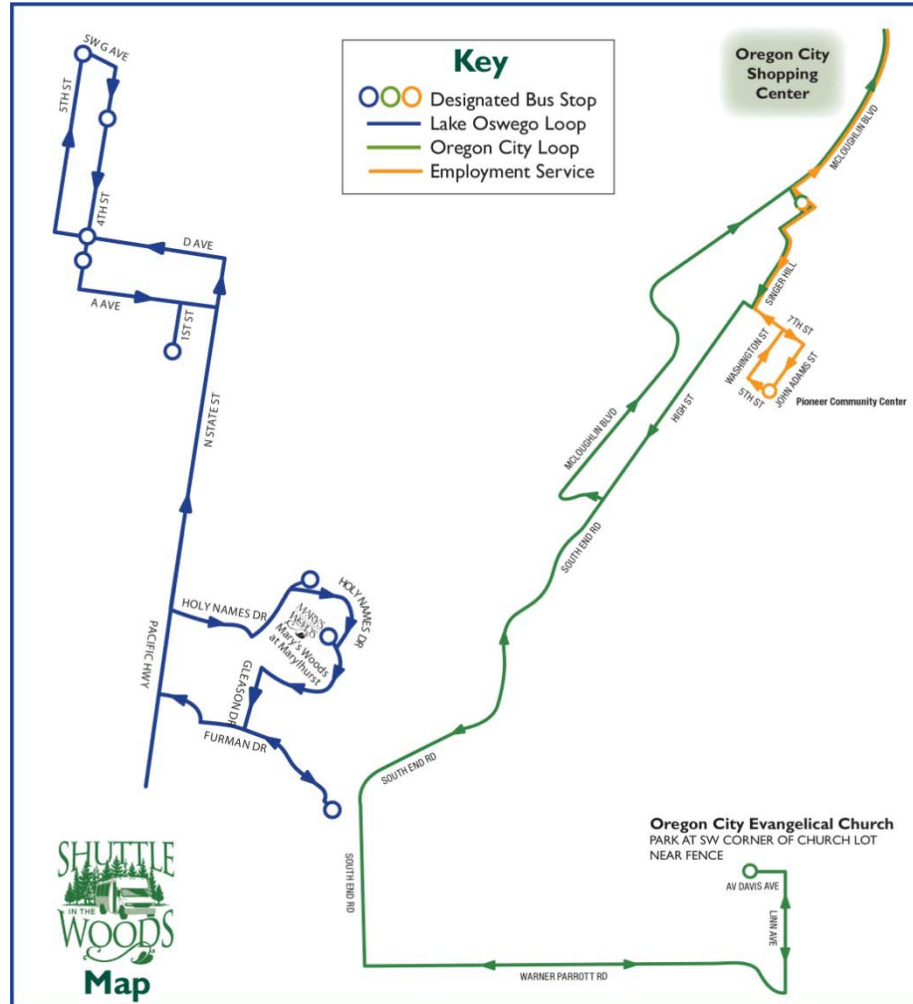 SW G AVE
5TH ST
4TH ST
D AVE
A AVE
1ST ST
N STATE ST
HOLY NAMES DR
HOLY NAMES DR
MARY'S
WOODS
Mary's Woods
at Marylhurst
PACIFIC HWY
GLEASON DR
FURMAN DR
Key
Designated Bus Stop
Lake Oswego Loop
Oregon City Loop
Employment Service
Oregon City
Shopping
Center
MCLOUGHLIN BLVD
SINGER HILL
7TH ST
WASHINGTON ST
JOHN ADAMS ST
5TH ST
Pioneer Community Center
HIGH ST
MCLOUGHLIN BLVD
SOUTH END RD
SOUTH END RD
SOUTH END RD
Oregon City Evangelical Church
PARK AT SW CORNER OF CHURCH LOT
NEAR FENCE
AV DAVIS AVE
LINN AVE
WARNER PARROTT RD
SHUTTLE
IN THE
WOODS
Map